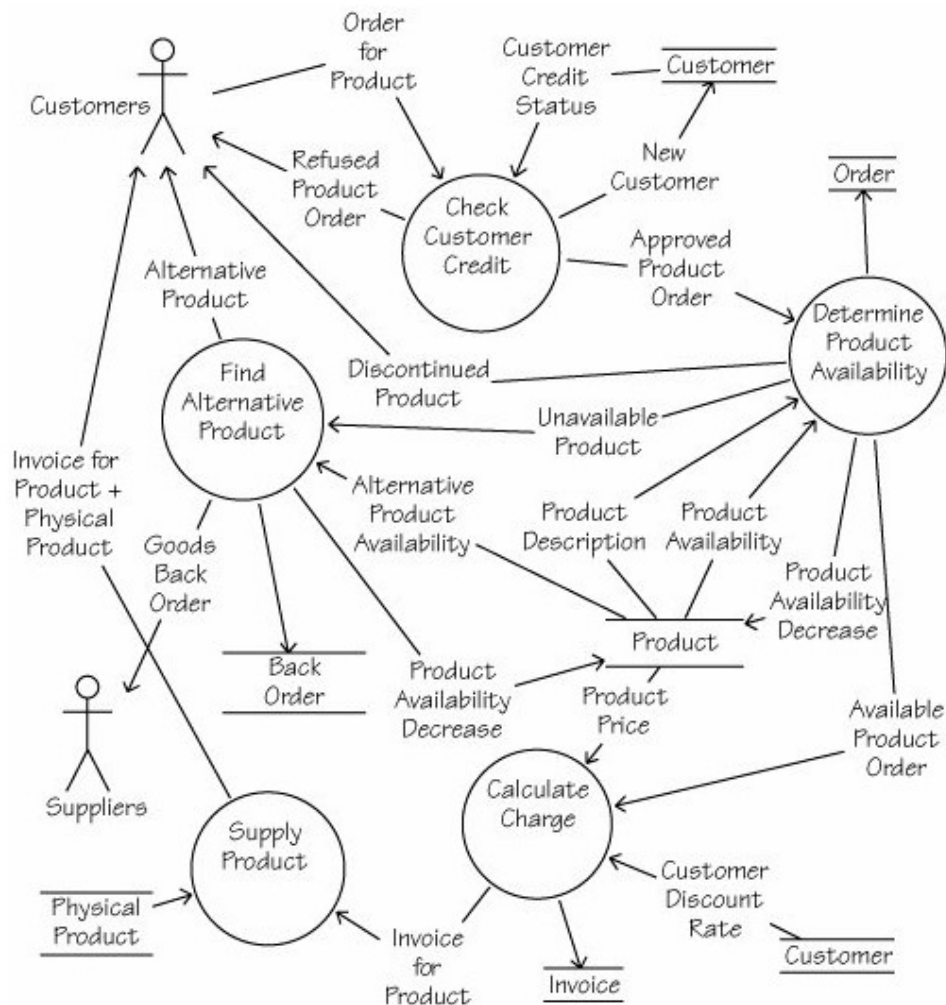 Customers
Order
for
Product
Customer
Credit
Status
Customer
Refused
Product
Order
New
Customer
Check
Customer
Credit
Order
Approved
Product
Order
Alternative
Product
Determine
Product
Availability
Find
Alternative
Product
Discontinued
Product
Unavailable
Product
Invoice for
Product +
Physical
Product
Alternative
Product
Availability
Product
Description
Product
Availability
Goods
Back
Order
Product
Availability
Decrease
Product
Back
Order
Product
Availability
Decrease
Product
Price
Available
Product
Order
Suppliers
Supply
Product
Calculate
Charge
Customer
Discount
Rate
Physical
Product
Invoice
for
Product
Invoice
Customer